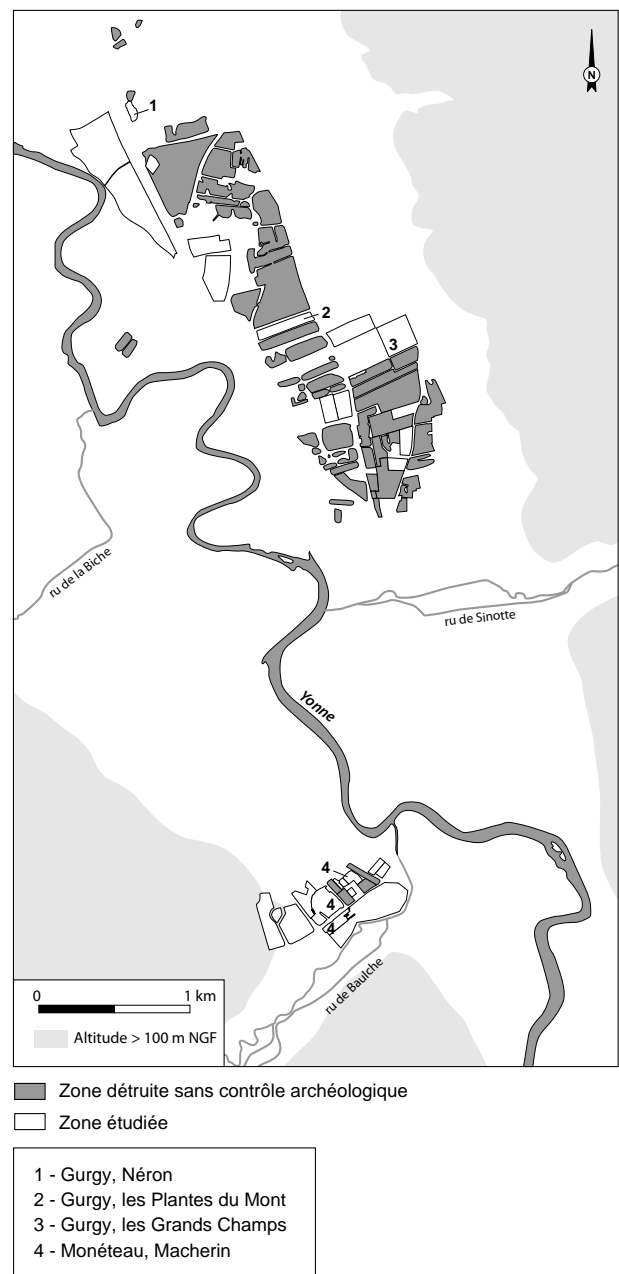 N
1
2
3
ru de la Biche
ru de Sinotte
Yonne
4
4
4
ru de Baulche
0 1 km
Altitude > 100 m NGF
Zone détruite sans contrôle archéologique
Zone étudiée
1 - Gurgy, Néron
2 - Gurgy, les Plantes du Mont
3 - Gurgy, les Grands Champs
4 - Monéteau, Macherin